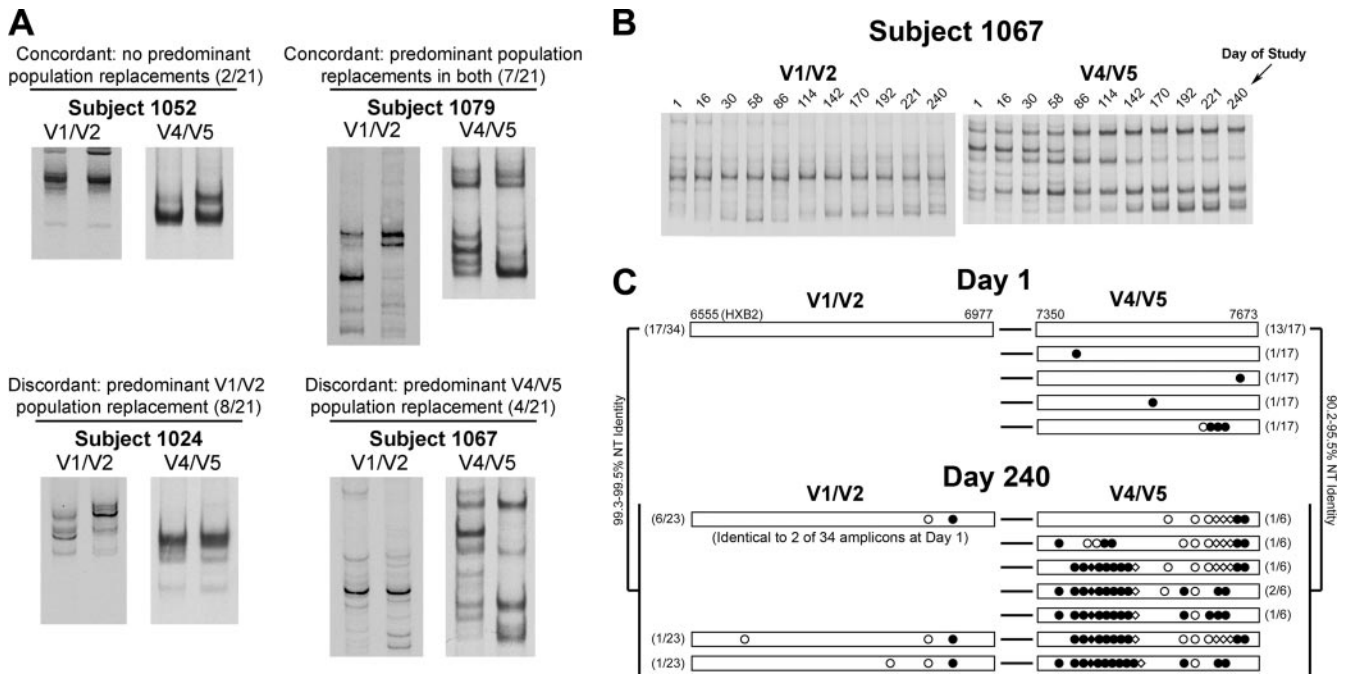 A
Concordant: no predominant
population replacements (2/21)
Subject 1052
V1/V2 V4/V5
Concordant: predominant population
replacements in both (7/21)
Subject 1079
V1/V2 V4/V5
Discordant: predominant V1/V2
population replacement (8/21)
Subject 1024
V1/V2 V4/V5
Discordant: predominant V4/V5
population replacement (4/21)
Subject 1067
V1/V2 V4/V5
B
Subject 1067
Day of Study
V1/V2 V4/V5
1 16 30 58 86 114 142 170 192 221 240
1 16 30 58 86 114 142 170 192 221 240
C
Day 1
V1/V2 V4/V5
6555 (HXB2) 6977 7350 7673
(17/34) (13/17)
(1/17)
(1/17)
(1/17)
(1/17)
99.3-99.5% NT Identity
90.2-95.5% NT Identity
Day 240
V1/V2 V4/V5
(6/23) (1/6)
(Identical to 2 of 34 amplicons at Day 1) (1/6)
(1/6)
(2/6)
(1/6)
(1/23)
(1/23)